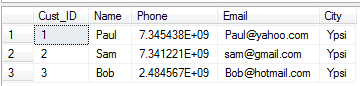 Cust_ID Name Phone Email City
1 1 Paul 7.345438E+09 Paul@yahoo.com Ypsi
2 2 Sam 7.341221E+09 sam@gmail.com Ypsi
3 3 Bob 2.484567E+09 Bob@hotmail.com Ypsi